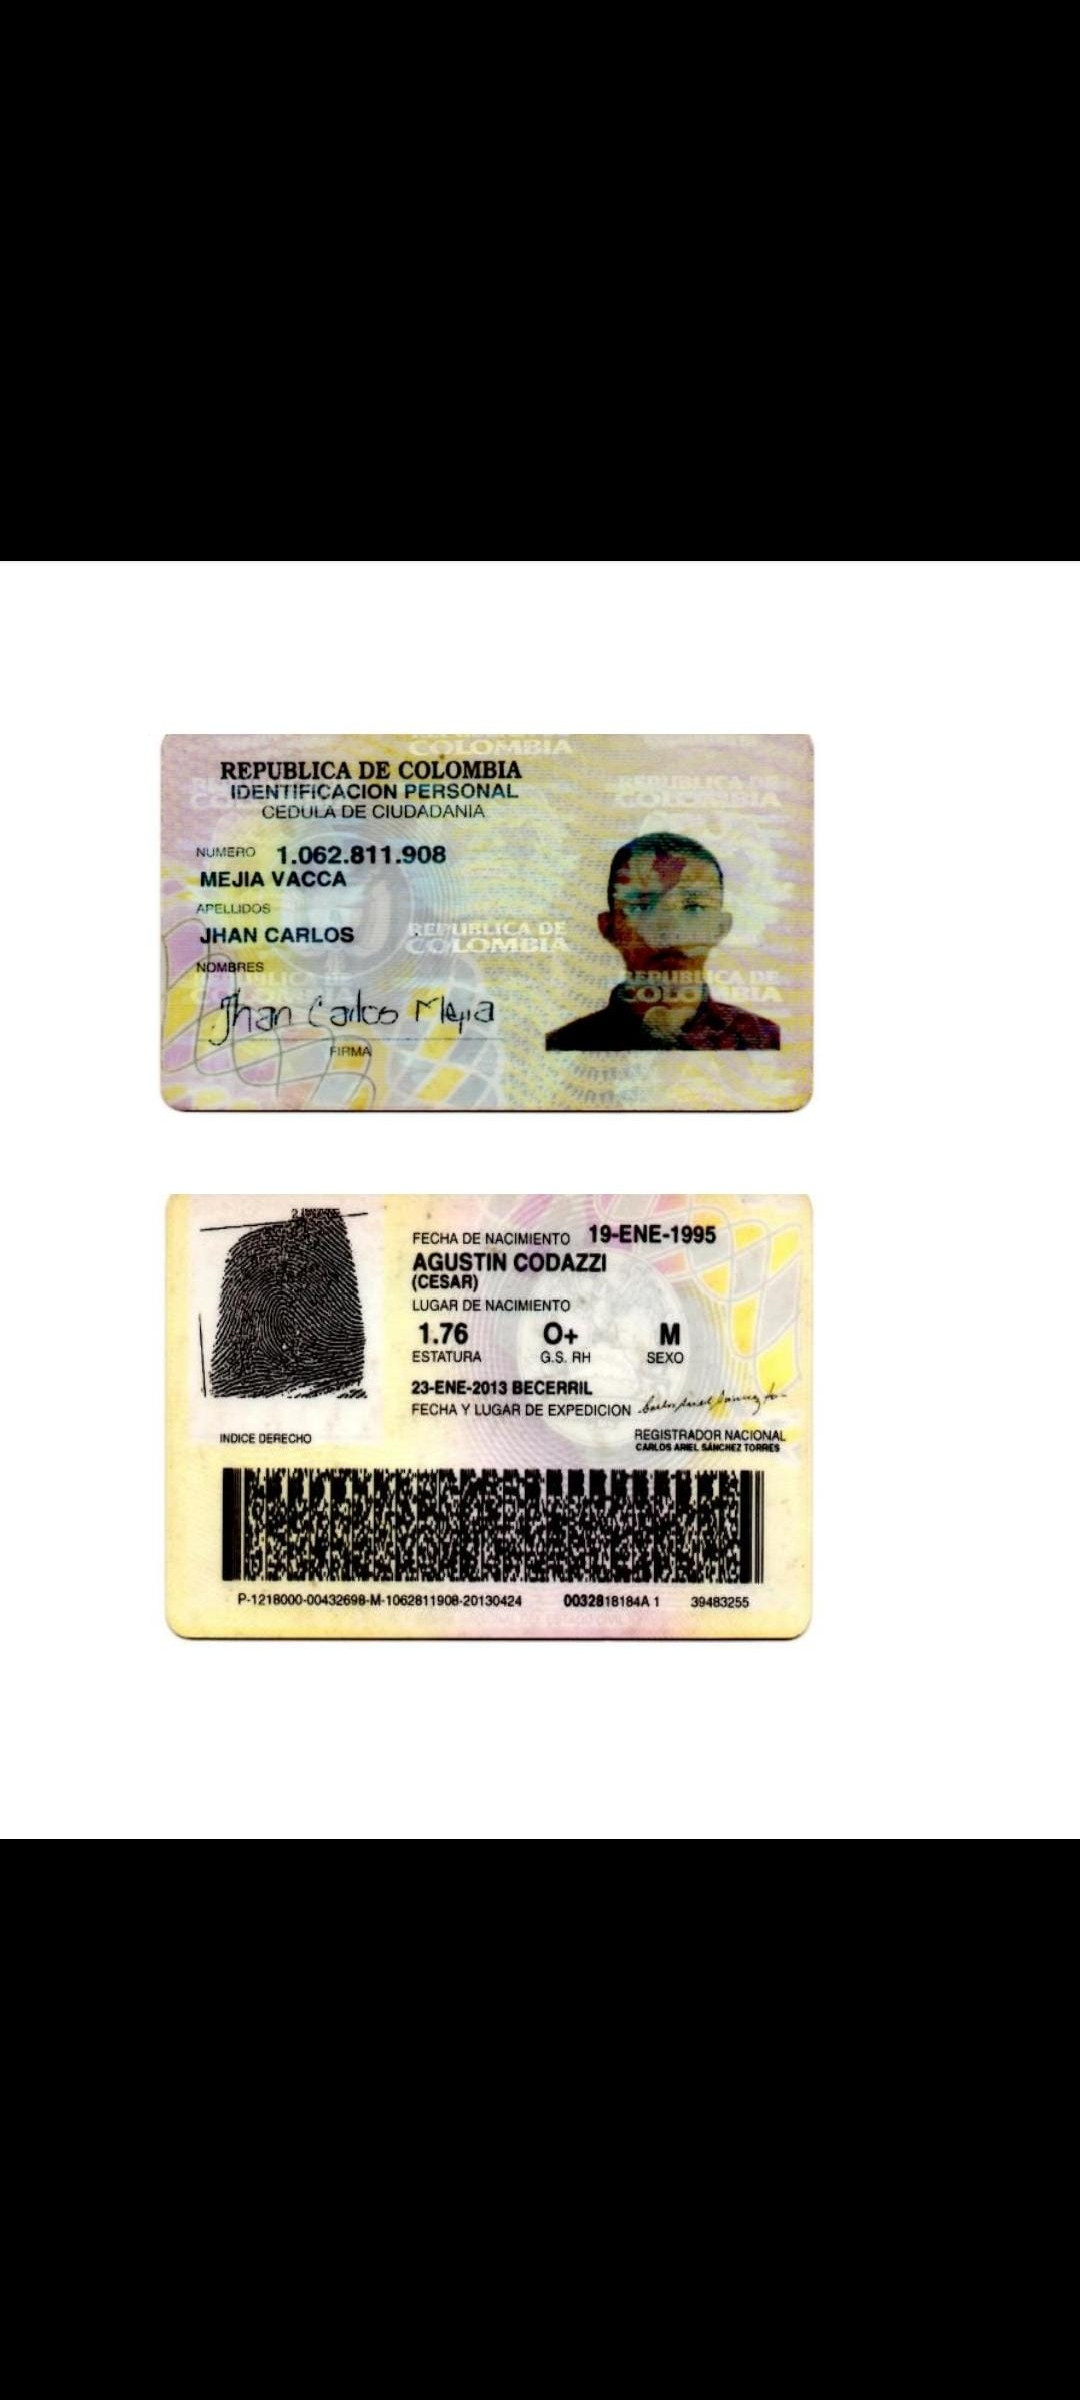 REPUBLICA DE COLOMBIA
IDENTIFICACION PERSONAL
CEDULA DE CIUDADANIA
NUMERO 1.062.811.908
MEJIA VACCA
APELLIDOS
JHAN CARLOS
NOMBRES
Jhan Carlos Mejia
FIRMA
COLOMBIA
REPUBLICA DE
COLOMBIA
REPUBLICA DE
COLOMBIA
REPUBLICA DE
COLOMBIA
FECHA DE NACIMIENTO 19-ENE-1995
AGUSTIN CODAZZI
(CESAR)
LUGAR DE NACIMIENTO
1.76 O+ M
ESTATURA G.S. RH SEXO
23-ENE-2013 BECERRIL
FECHA Y LUGAR DE EXPEDICION
INDICE DERECHO
REGISTRADOR NACIONAL
CARLOS ARIEL SÁNCHEZ TORRES
P-1218000-00432698-M-1062811908-20130424 0032818184A 1 39483255